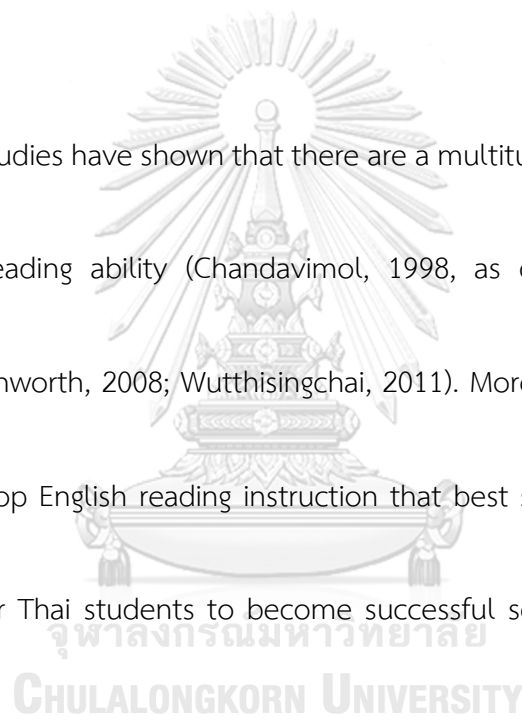 udies have shown that there are a multitu
eading ability (Chandavimol, 1998, as
nworth, 2008; Wutthisingchai, 2011). More
op English reading instruction that best
r Thai students to become successful se
จุฬาลงกรณ์มหาวิทยาลัย
CHULALONGKORN UNIVERSITY